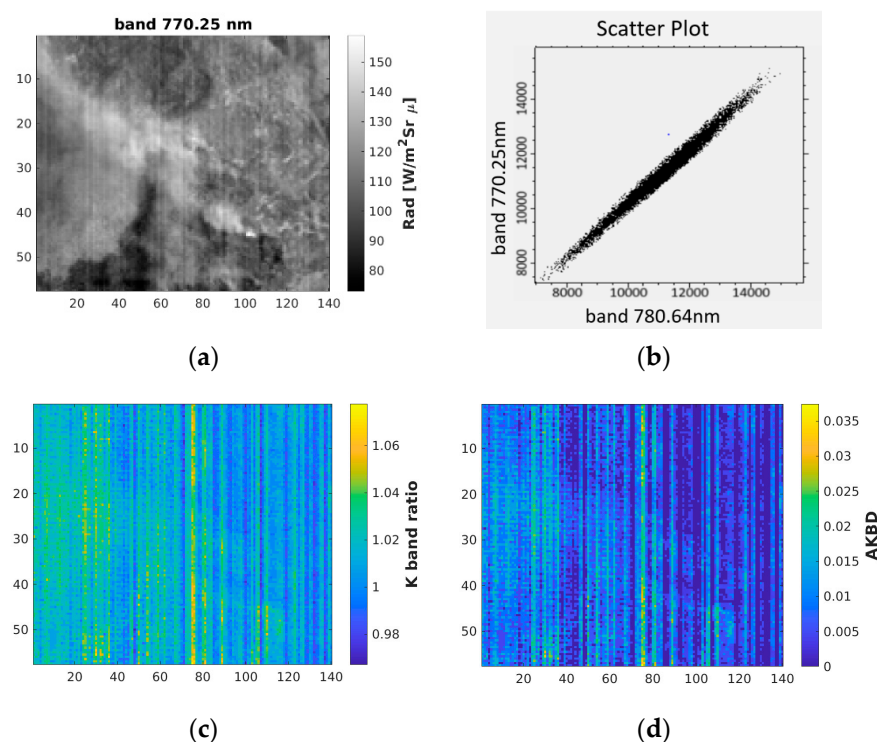 band 770.25 nm
150
140
130
120
110
100
90
80
Rad [W/m²Sr μ]
10
20
30
40
50
20 40 60 80 100 120 140
(a)
Scatter Plot
band 770.25nm
14000
12000
10000
8000
8000 10000 12000 14000
band 780.64nm
(b)
10
20
30
40
50
20 40 60 80 100 120 140
1.06
1.04
1.02
1
0.98
K band ratio
(c)
10
20
30
40
50
20 40 60 80 100 120 140
0.035
0.03
0.025
0.02
0.015
0.01
0.005
0
AKBD
(d)